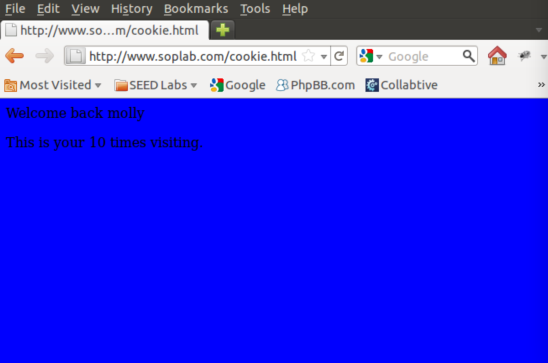 File Edit View History Bookmarks Tools Help
http://www.so...m/cookie.html
http://www.soplab.com/cookie.html Google
Most Visited SEED Labs Google PhpBB.com Collabtive »
Welcome back molly
This is your 10 times visiting.